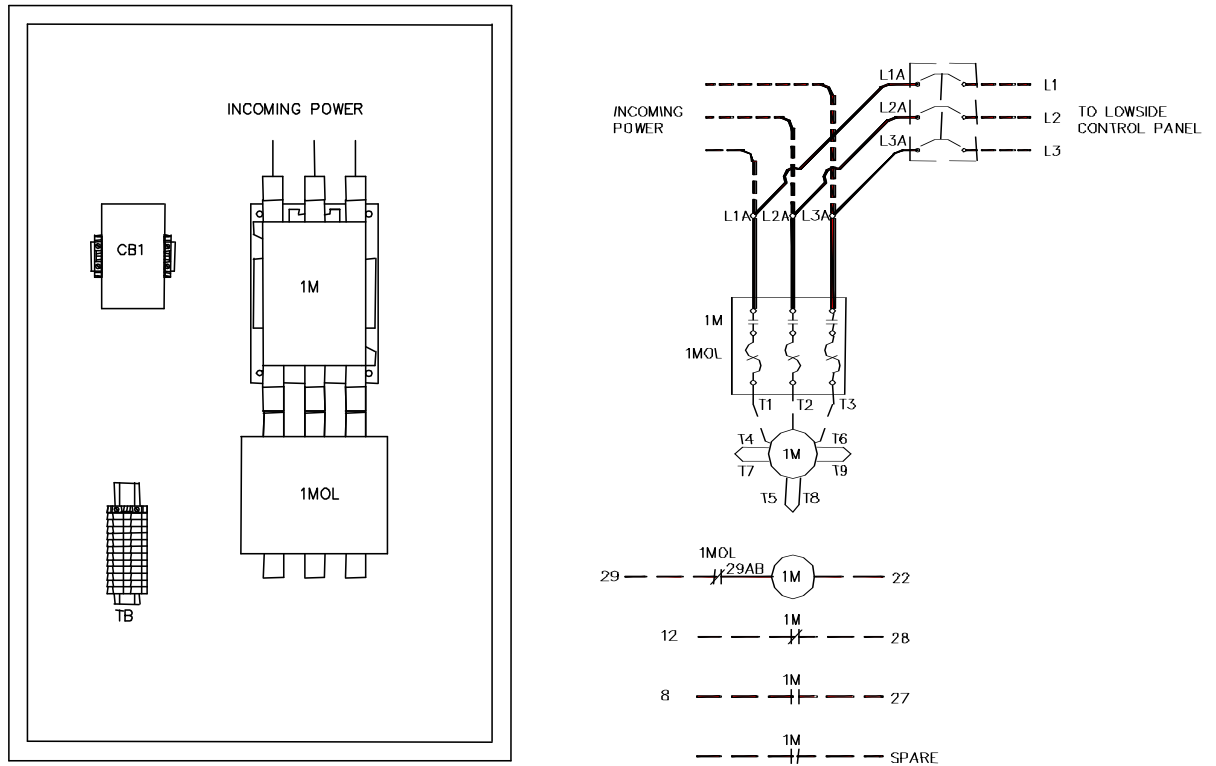 INCOMING POWER
CB1
1M
1MOL
TB
INCOMING
POWER
L1A
L2A
L3A
L1
L2
L3
TO LOWSIDE
CONTROL PANEL
L1A L2A L3A
1M
1MOL
T1 T2 T3
T4 T6
1M
T7 T9
T5 T8
1MOL
29 29AB 1M 22
1M
12 28
1M
8 27
1M
SPARE